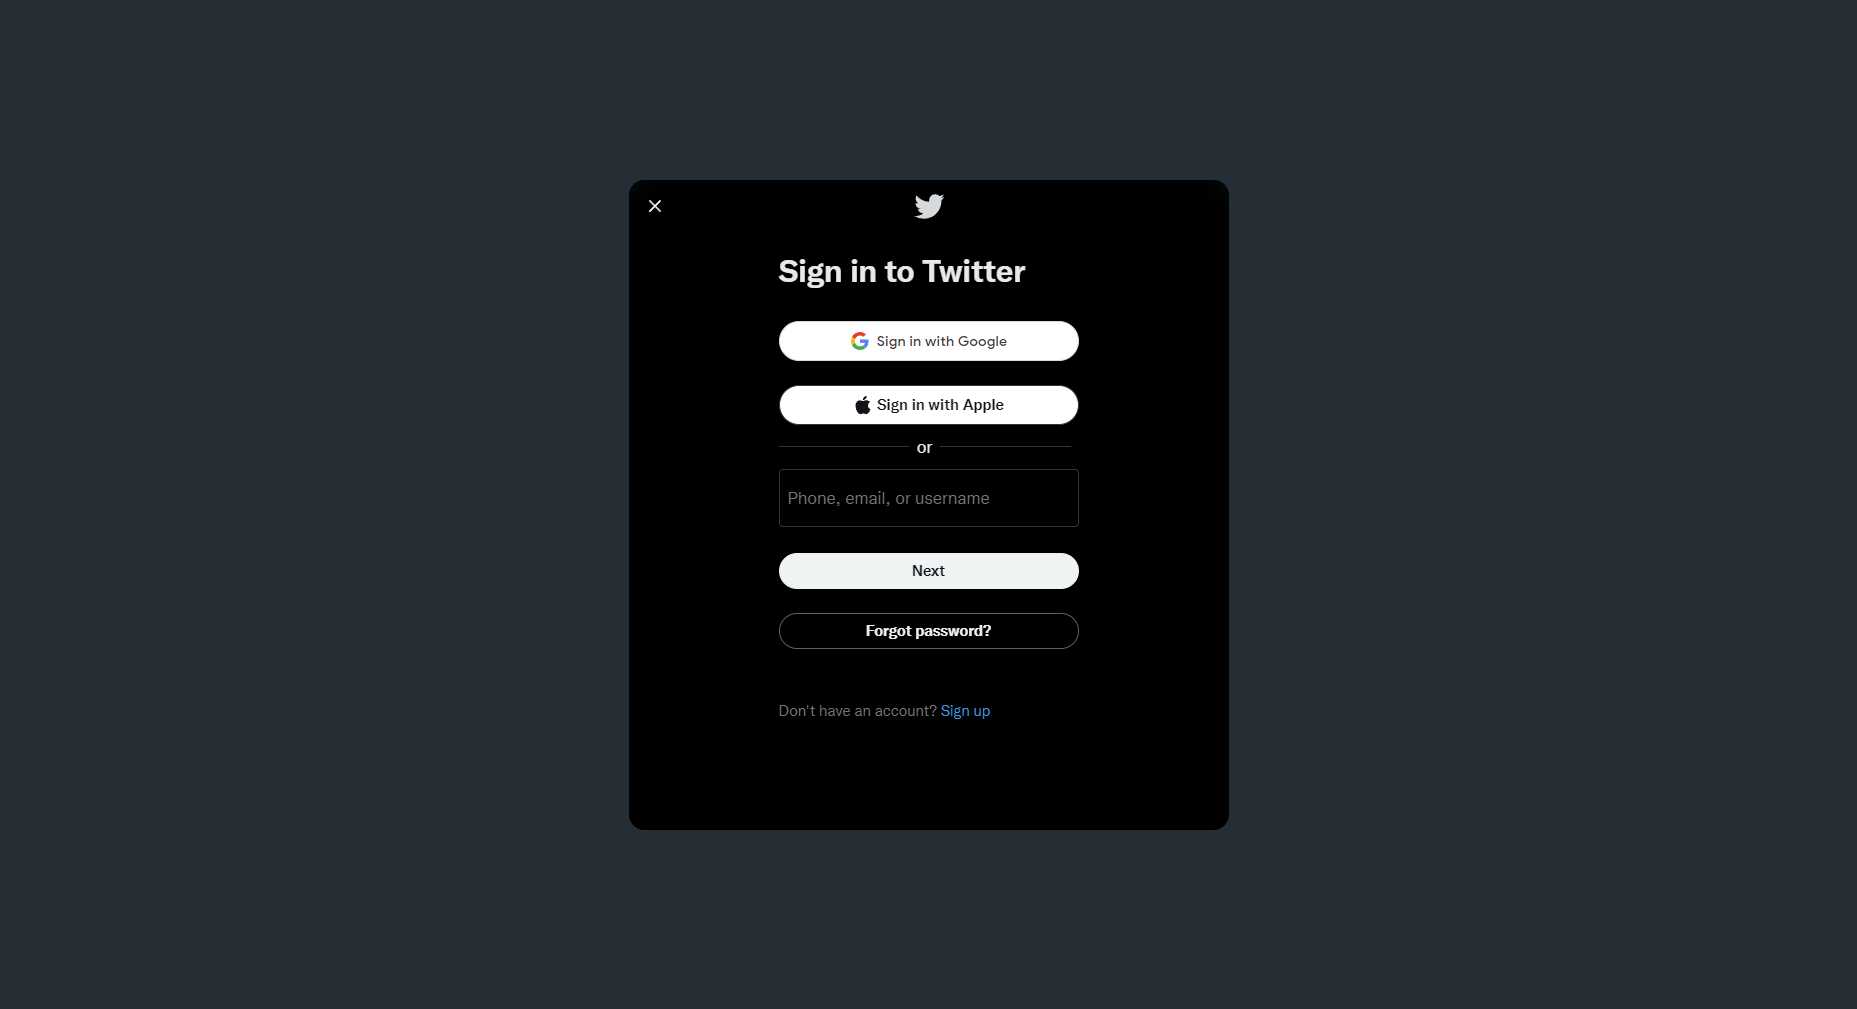 Sign in to Twitter
Sign in with Google
Sign in with Apple
or
Phone, email, or username
Next
Forgot password?
Don't have an account? Sign up